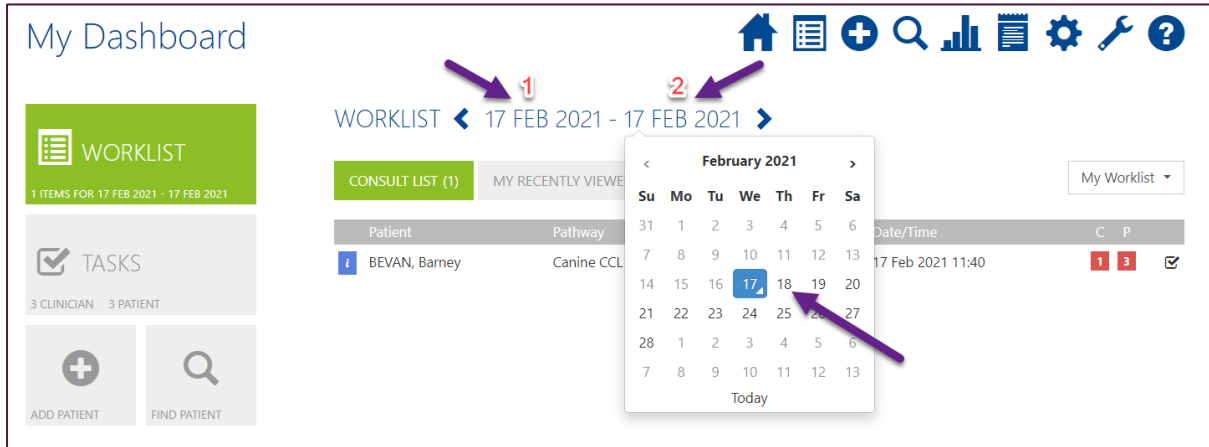 My Dashboard
1 2
WORKLIST 17 FEB 2021 - 17 FEB 2021
WORKLIST
1 ITEMS FOR 17 FEB 2021 - 17 FEB 2021
CONSULT LIST (1) MY RECENTLY VIEWE
My Worklist
Patient Pathway Date/Time C P
i BEVAN, Barney Canine CCL 17 Feb 2021 11:40 1 3
‹ February 2021 ›
Su Mo Tu We Th Fr Sa
31 1 2 3 4 5 6
7 8 9 10 11 12 13
14 15 16 17 18 19 20
21 22 23 24 25 26 27
28 1 2 3 4 5 6
7 8 9 10 11 12 13
Today
TASKS
3 CLINICIAN 3 PATIENT
ADD PATIENT
FIND PATIENT